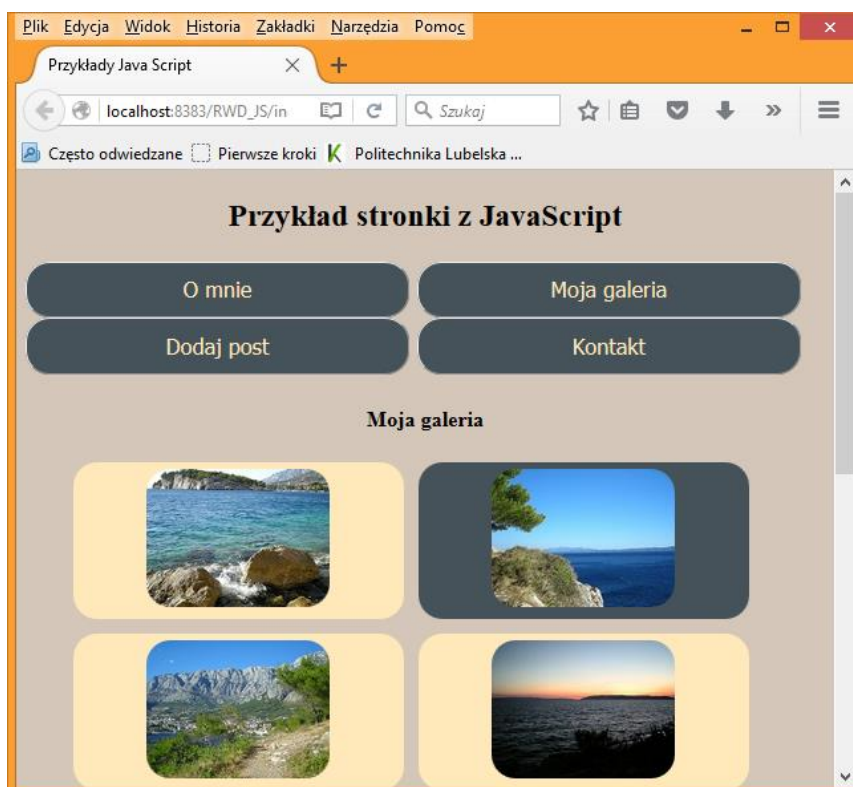 Plik Edycja Widok Historia Zakładki Narzędzia Pomoc
Przykłady Java Script
localhost:8383/RWD_JS/in Szukaj
Często odwiedzane Pierwsze kroki Politechnika Lubelska ...
Przykład stronki z JavaScript
O mnie Moja galeria
Dodaj post Kontakt
Moja galeria